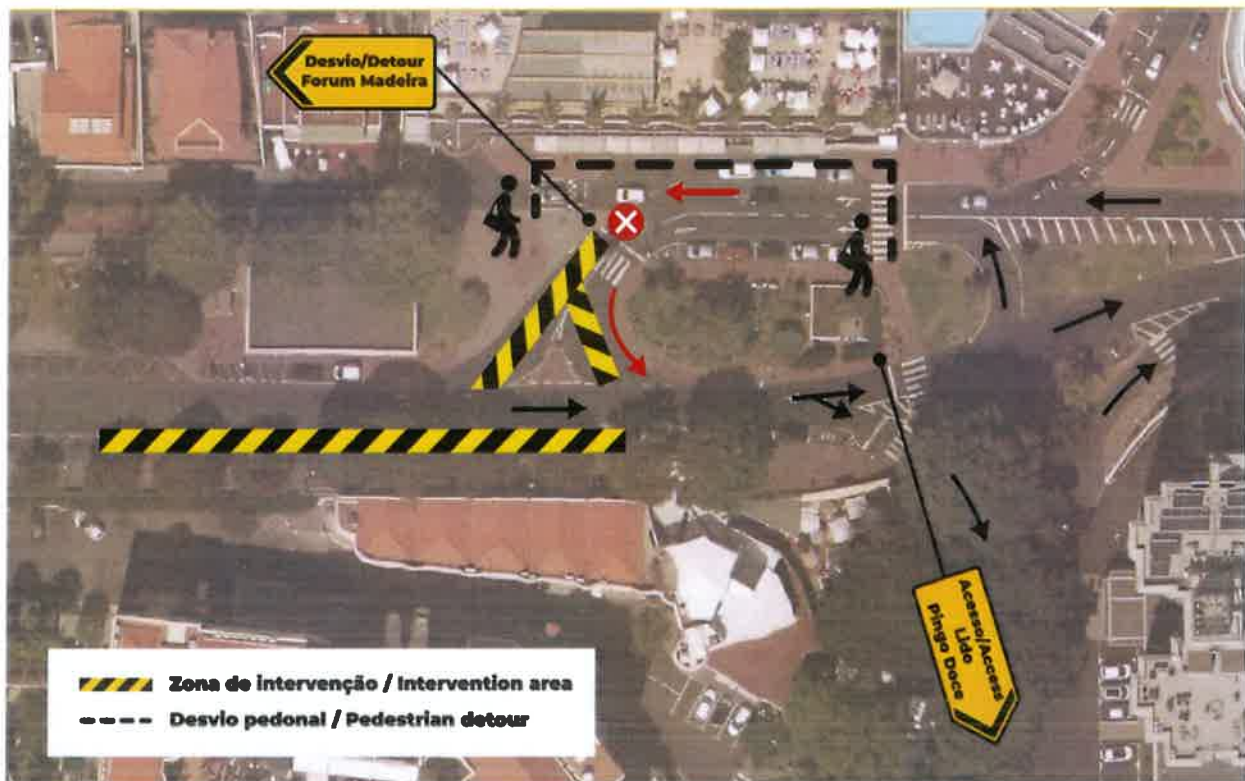 Desvio/Detour
Forum Madeira
Acesso/Access
Lido
Pingo Doce
Zona de intervenção / Intervention area
Desvio pedonal / Pedestrian detour